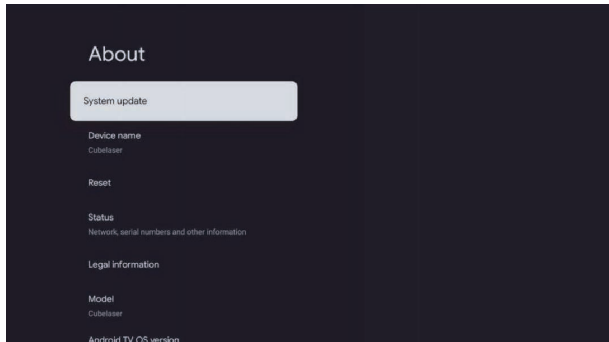 About
System update
Device name
Cubelaser
Reset
Status
Network, serial numbers and other information
Legal information
Model
Cubelaser
Android TV OS version